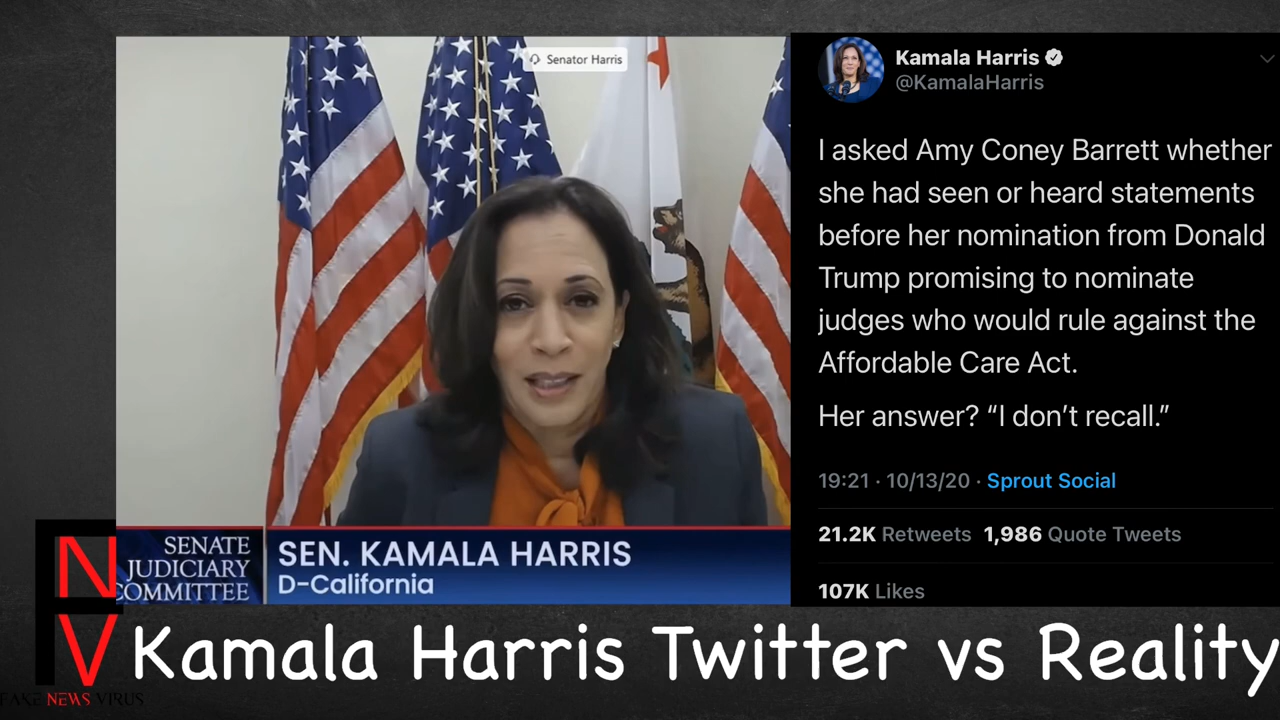 Senator Harris
SENATE
JUDICIARY
COMMITTEE
SEN. KAMALA HARRIS
D-California
Kamala Harris
@KamalaHarris
I asked Amy Coney Barrett whether
she had seen or heard statements
before her nomination from Donald
Trump promising to nominate
judges who would rule against the
Affordable Care Act.
Her answer? “I don’t recall.”
19:21 · 10/13/20 · Sprout Social
21.2K Retweets 1,986 Quote Tweets
107K Likes
FNV
FAKE NEWS VIRUS
Kamala Harris Twitter vs Reality